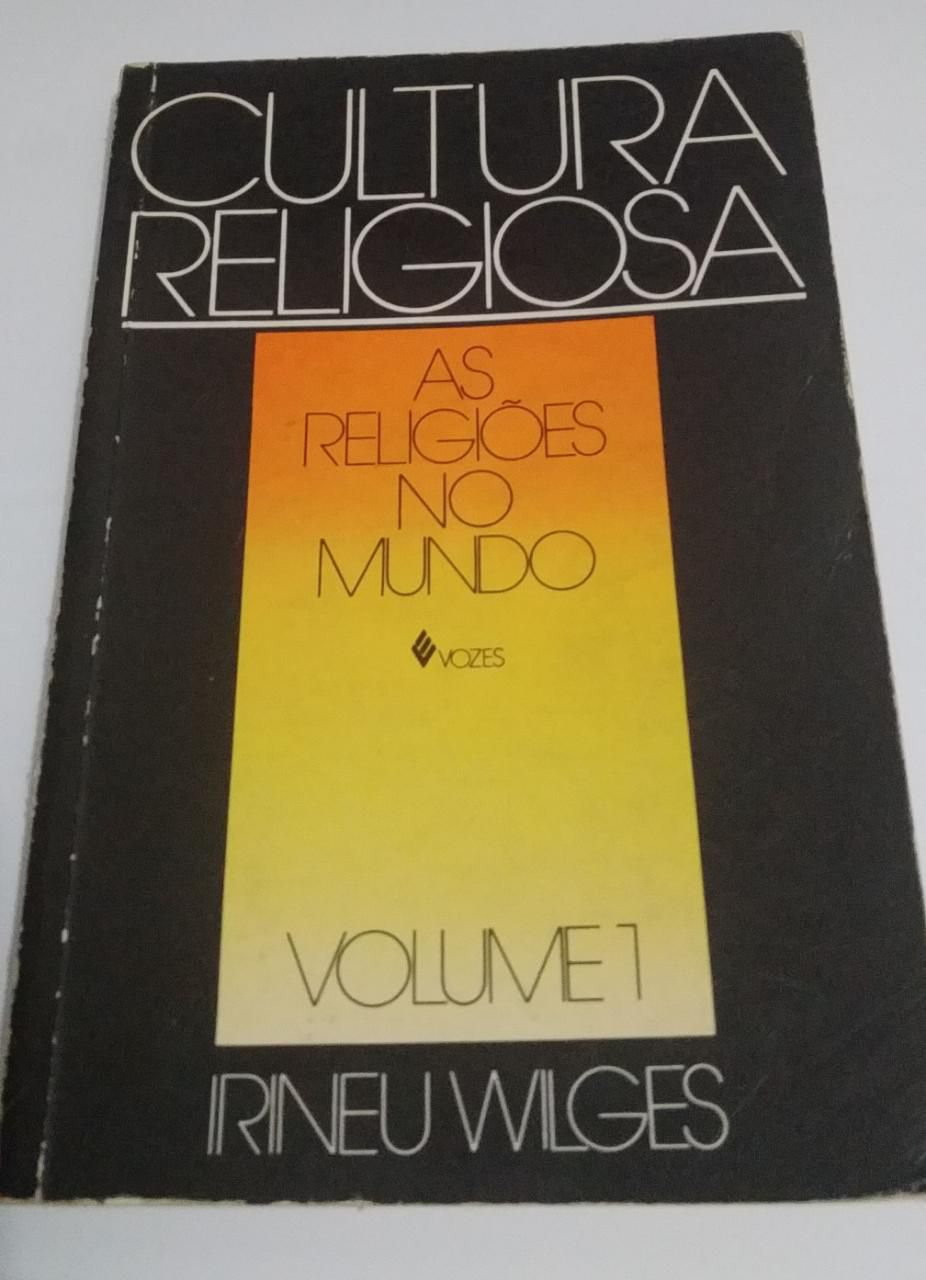 CULTURA
RELIGIOSA
AS
RELIGIÕES
NO
MUNDO
VOZES
VOLUME 1
IRINEU WILGES